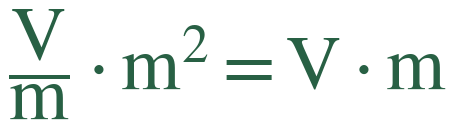 V/m · m² = V · m